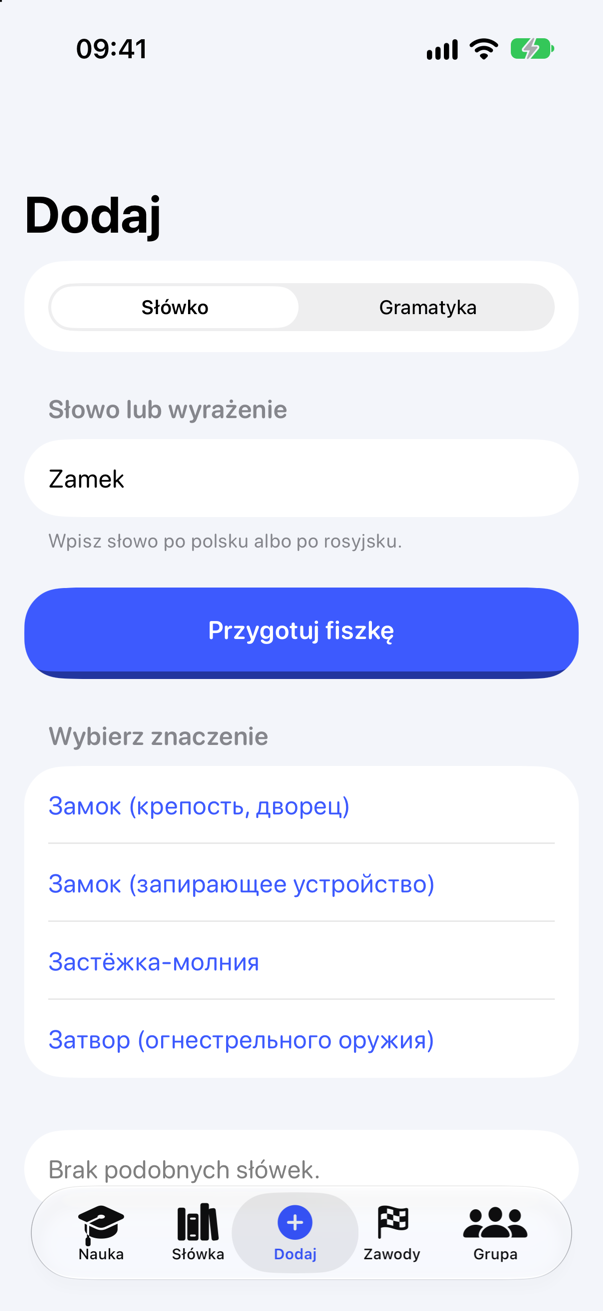 09:41
Dodaj
Słówko
Gramatyka
Słowo lub wyrażenie
Zamek
Wpisz słowo po polsku albo po rosyjsku.
Przygotuj fiszkę
Wybierz znaczenie
Замок (крепость, дворец)
Замок (запирающее устройство)
Застёжка-молния
Затвор (огнестрельного оружия)
Brak podobnych słówek.
Nauka
Słówka
Dodaj
Zawody
Grupa